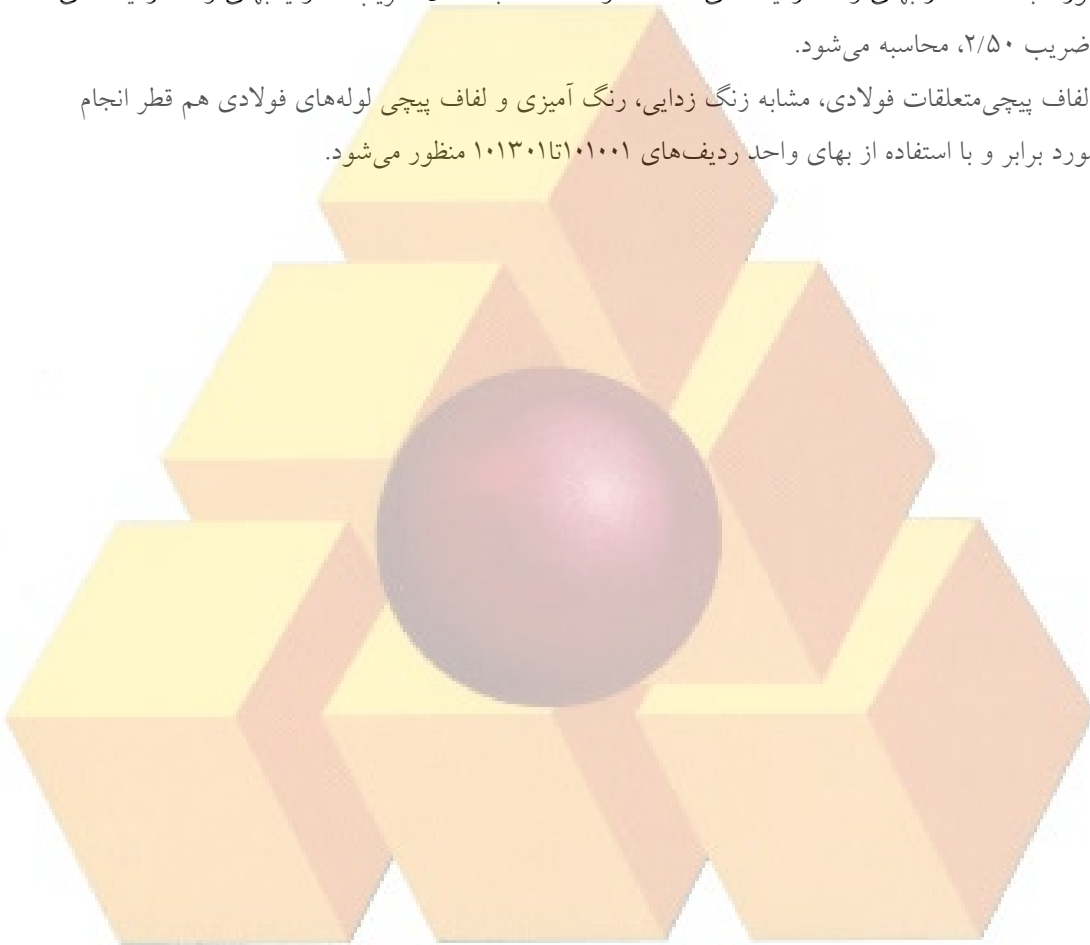 ضریب ۲/۵۰، محاسبه می‌شود.
لفاف پیچی‌متعلقات فولادی، مشابه زنگ زدایی، رنگ آمیزی و لفاف پیچی لوله‌های فولادی هم قطر انجام
ورد برابر و با استفاده از بهای واحد ردیف‌های ۱۰۱۰۰۱تا۱۰۱۳۰۱ منظور می‌شود.